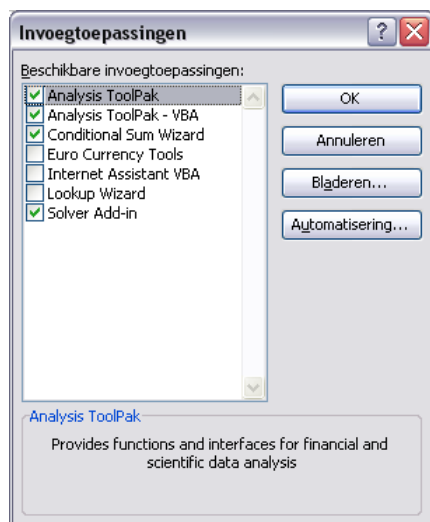 Invoegtoepassingen
Beschikbare invoegtoepassingen:
Analysis ToolPak
Analysis ToolPak - VBA
Conditional Sum Wizard
Euro Currency Tools
Internet Assistant VBA
Lookup Wizard
Solver Add-in
OK
Annuleren
Bladeren...
Automatisering...
Analysis ToolPak
Provides functions and interfaces for financial and
scientific data analysis